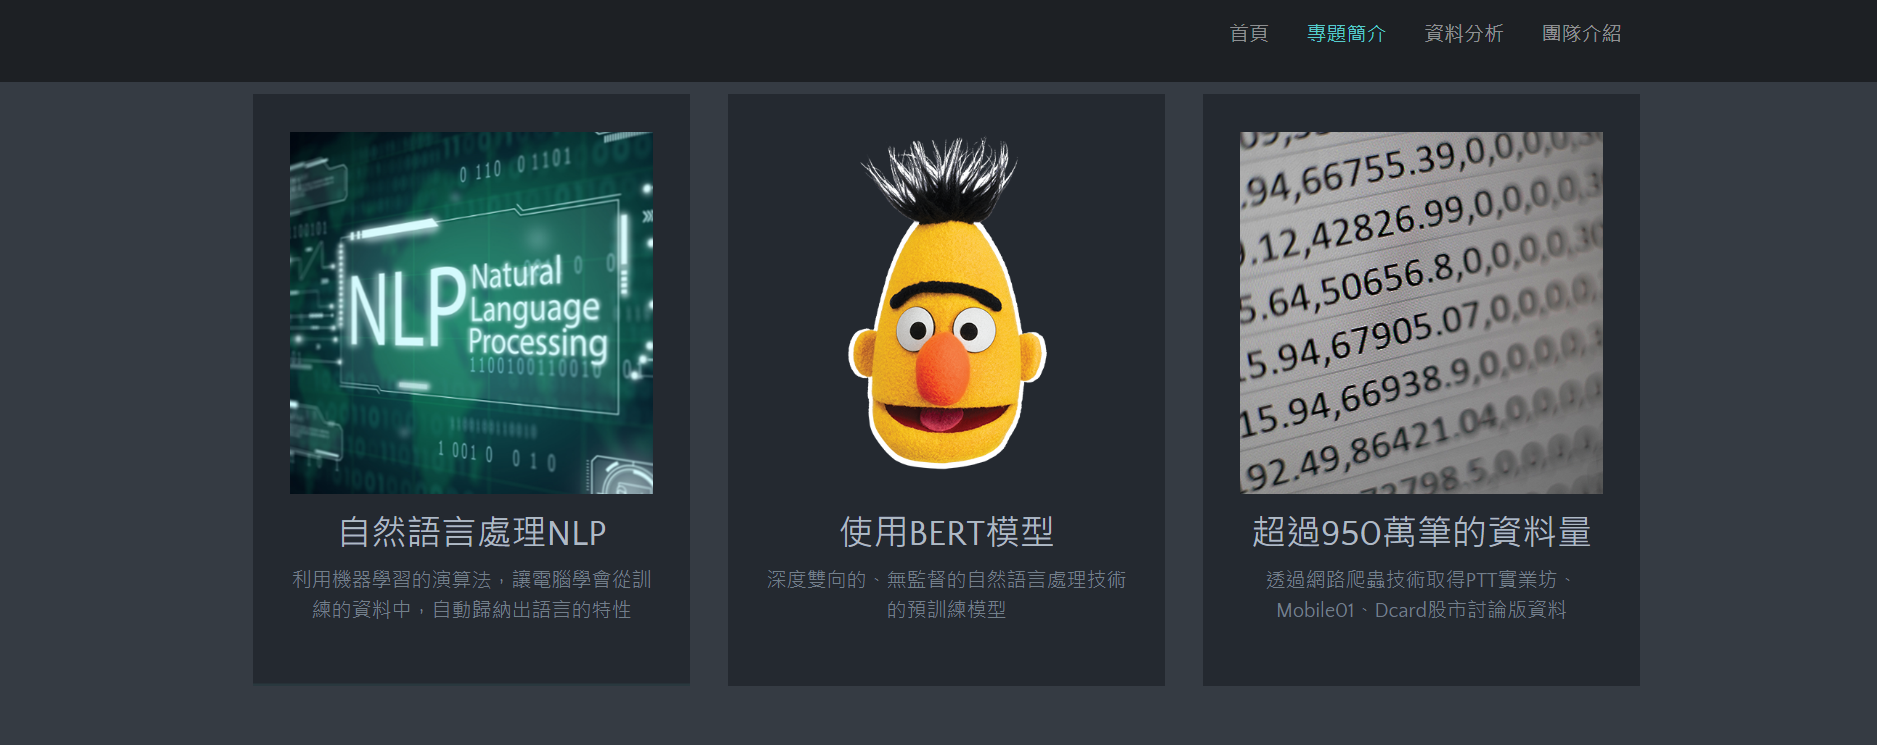 首頁 專題簡介 資料分析 團隊介紹
0 110 0 1101
NLP Natural
Language
Processing
1100100110010
1 001 0 0 1 0
.94,66755.39,0,0,0,0,
.12,42826.99,0,0,0,0,30
5.64,50656.8,0,0,0,0,30
15.94,67905.07,0,0,0,0,
15.94,66938.9,0,0,0,0,
92.49,86421.04,0,0,0,0,
72798.5,0,0,0,
自然語言處理NLP
利用機器學習的演算法，讓電腦學會從訓
練的資料中，自動歸納出語言的特性
使用BERT模型
深度雙向的、無監督的自然語言處理技術
的預訓練模型
超過950萬筆的資料量
透過網路爬蟲技術取得PTT實業坊、
Mobile01、Dcard股市討論版資料